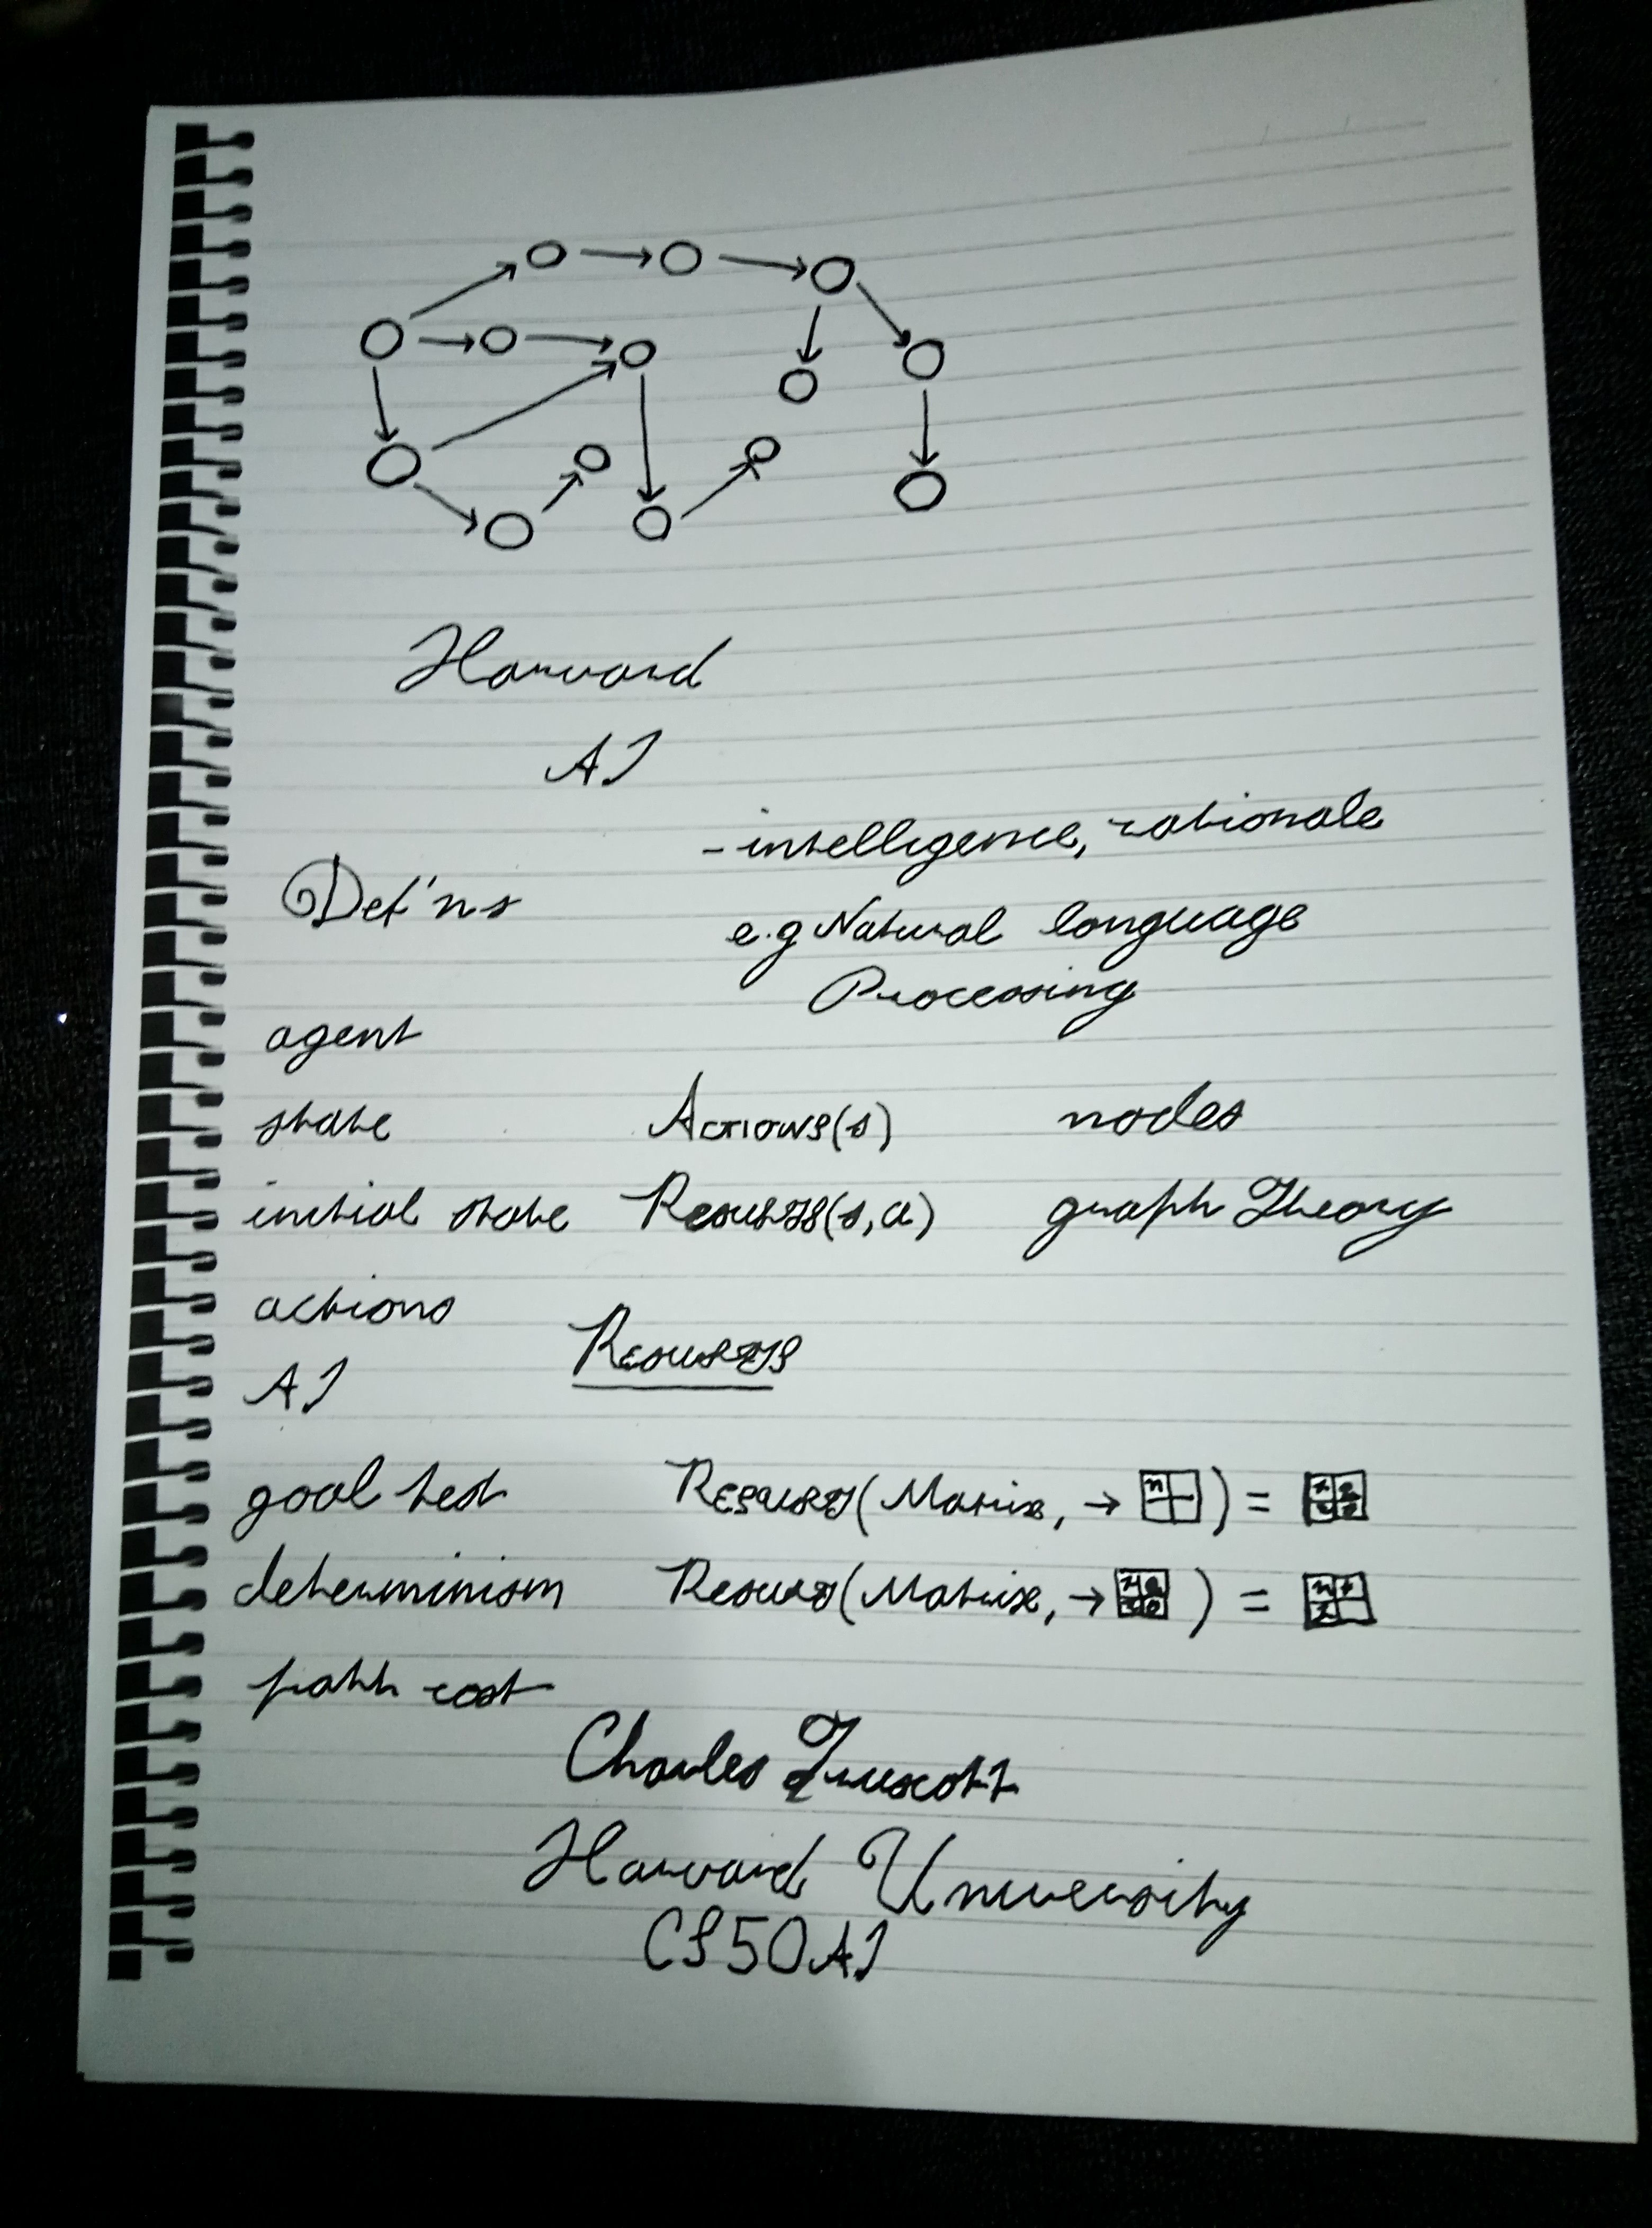 Harvard
AI
- intelligence, rationale
Def'ns
e.g Natural language
Processing
agent
state Actions(s) nodes
initial state Results(s, a) graph Theory
actions
Results
AI
goal test Results(Matrix, → ) =
determinism Results(Matrix, → ) =
path cost
Charles Truscott
Harvard University
CS50AI